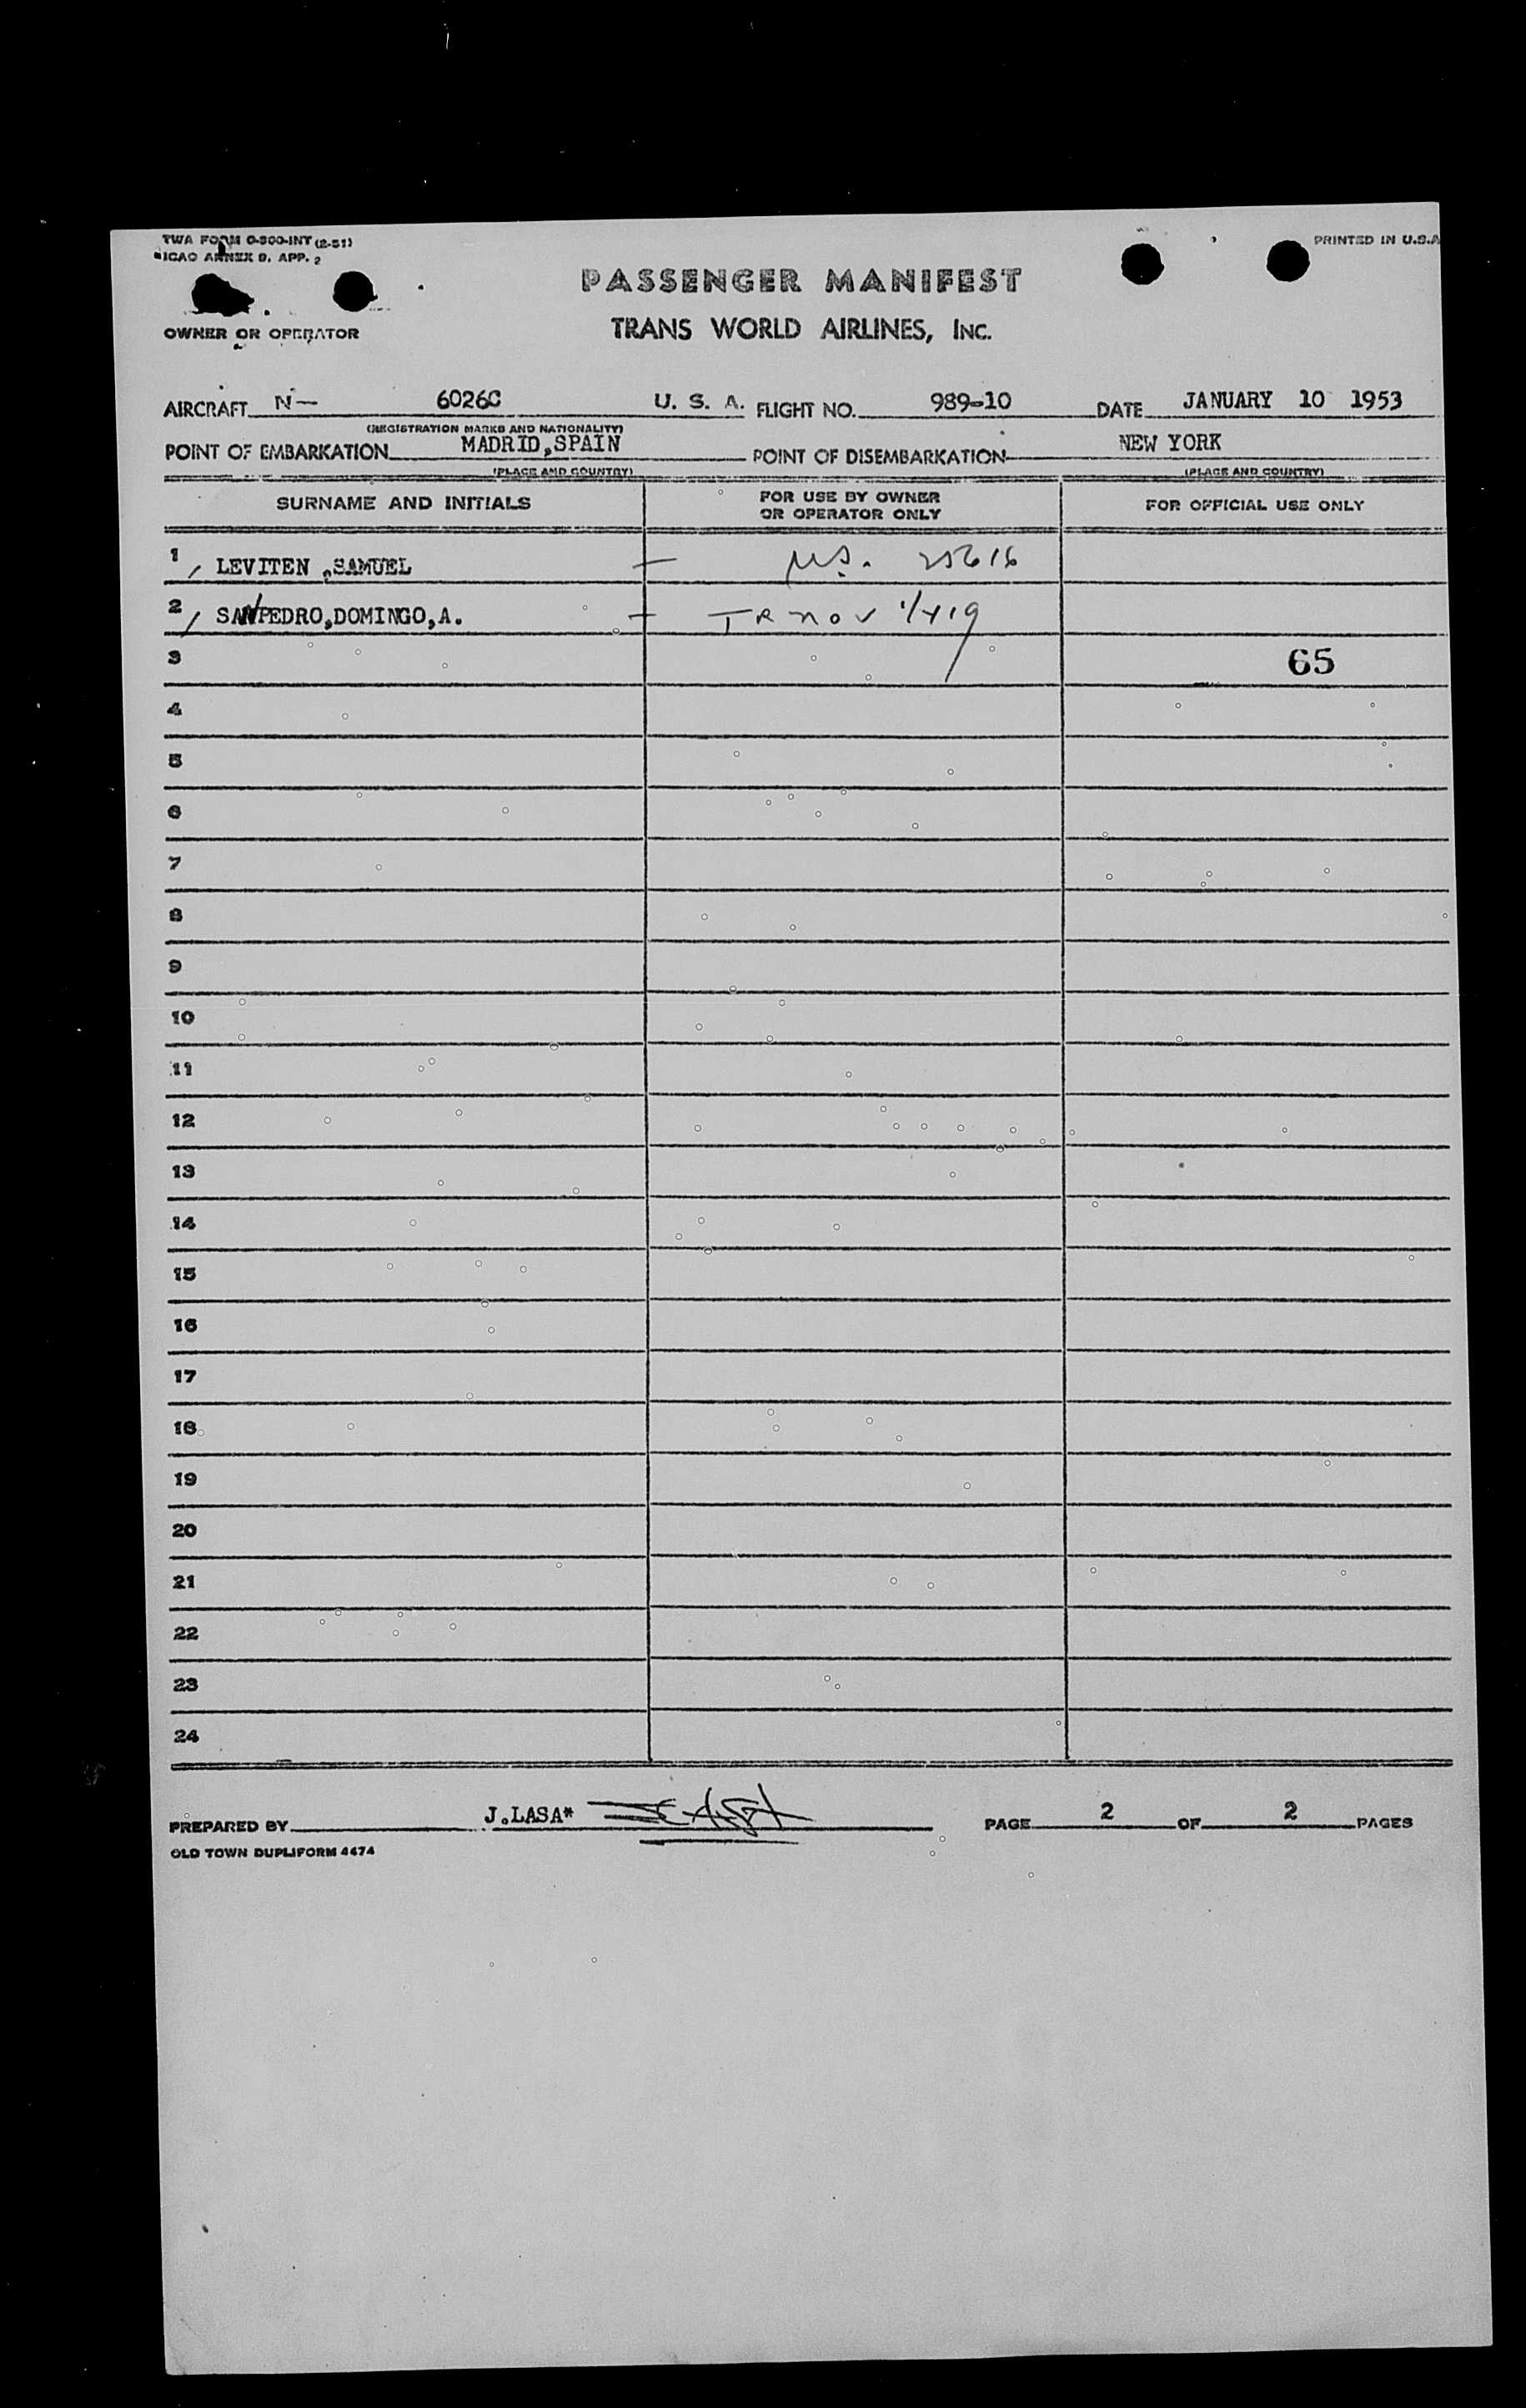 TWA FORM O-300-INT (2-51)
*ICAO ANNEX 9, APP. 2
PRINTED IN U.S.A
PASSENGER MANIFEST
TRANS WORLD AIRLINES, INC.
OWNER OR OPERATOR
AIRCRAFT N— 6026C U. S. A. FLIGHT NO. 989-10 DATE JANUARY 10 1953
(REGISTRATION MARKS AND NATIONALITY)
POINT OF EMBARKATION MADRID,SPAIN POINT OF DISEMBARKATION NEW YORK
(PLACE AND COUNTRY) (PLACE AND COUNTRY)
SURNAME AND INITIALS FOR USE BY OWNER OR OPERATOR ONLY FOR OFFICIAL USE ONLY
1 LEVITEN ,SAMUEL — US. 25616
2 SANPEDRO,DOMINGO,A. —
3 65
4
5
6
7
8
9
10
11
12
13
14
15
16
17
18
19
20
21
22
23
24
PREPARED BY J.LASA* PAGE 2 OF 2 PAGES
OLD TOWN DUPLIFORM 4474